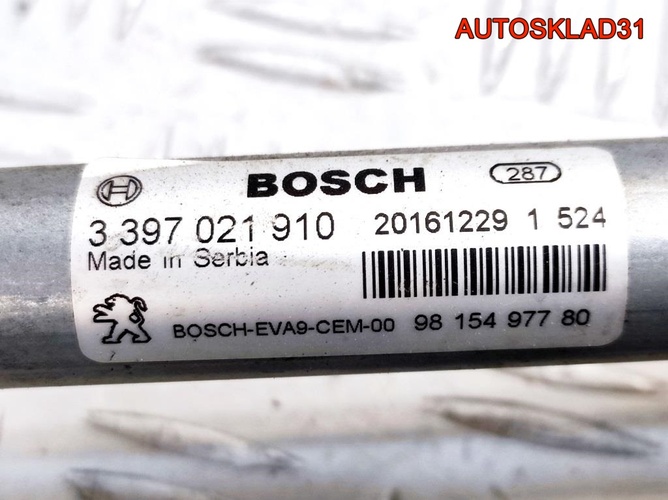 AUTOSKLAD31
BOSCH 287
3 397 021 910 20161229 1 524
Made in Serbia
BOSCH-EVA9-CEM-00 98 154 977 80